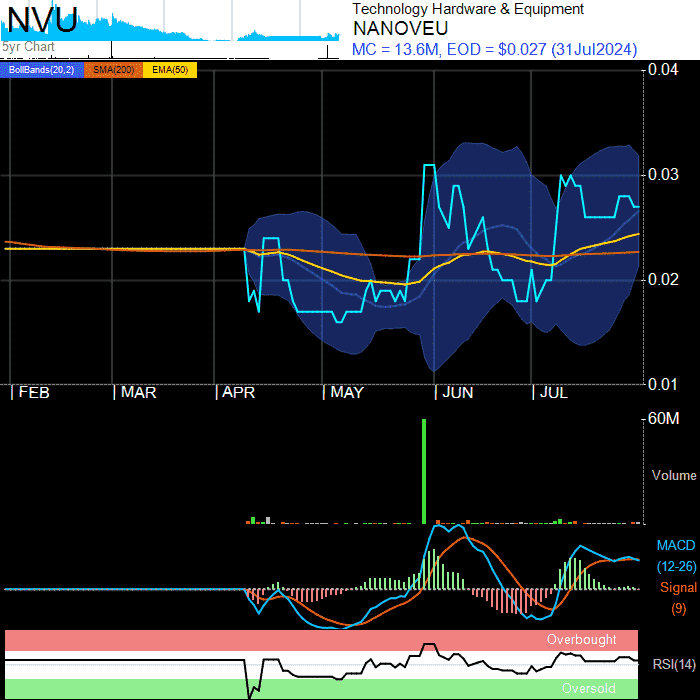 NVU
5yr Chart
Technology Hardware & Equipment
NANOVEU
MC = 13.6M, EOD = $0.027 (31Jul2024)
BollBands(20,2) SMA(200) EMA(50)
0.04
0.03
0.02
0.01
FEB MAR APR MAY JUN JUL
60M
Volume
MACD
(12-26)
Signal
(9)
Overbought
RSI(14)
Oversold